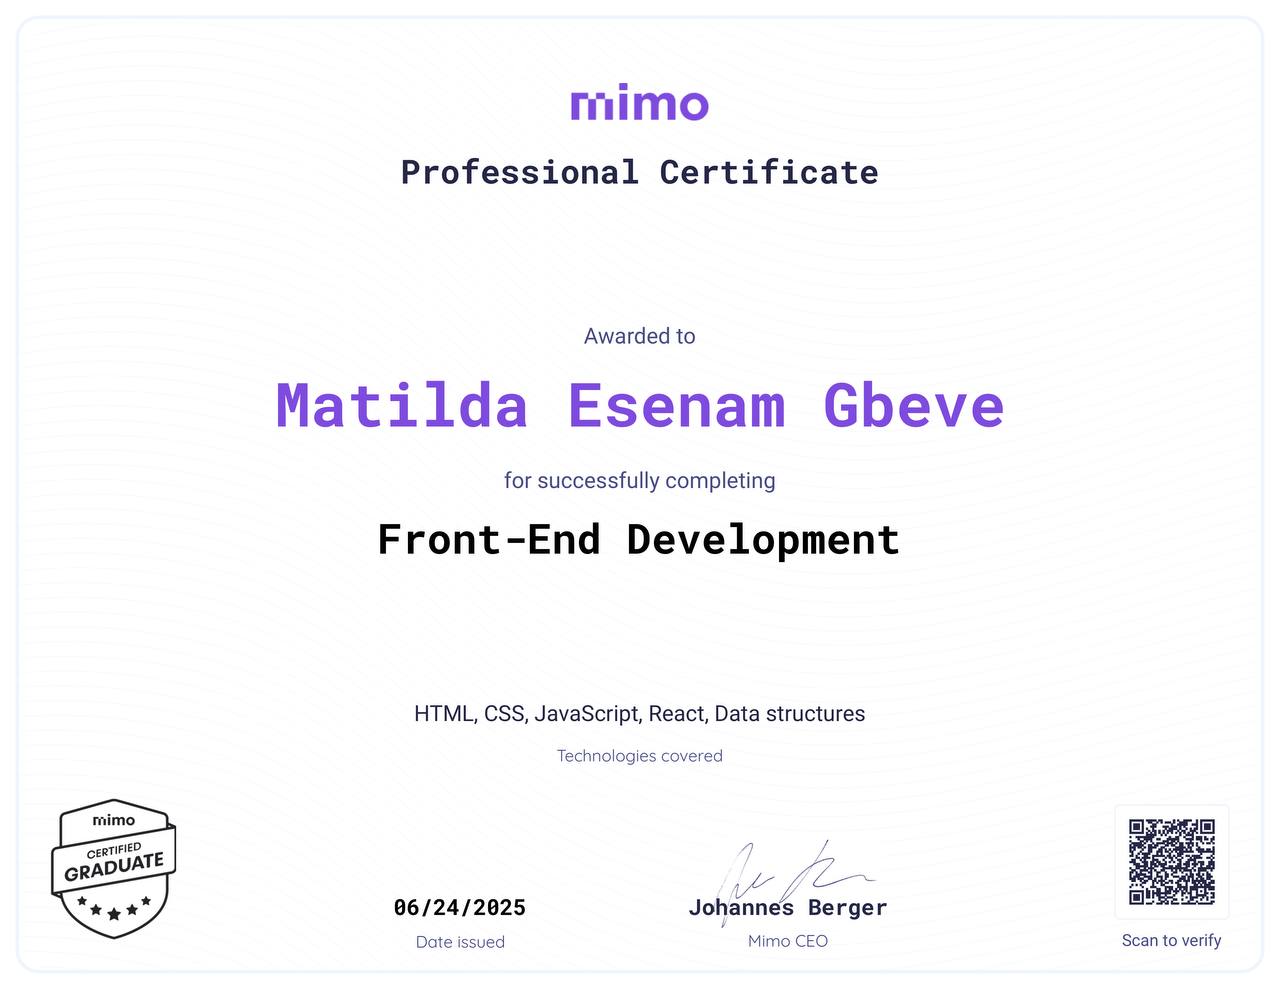 mimo
Professional Certificate
Awarded to
Matilda Esenam Gbeve
for successfully completing
Front-End Development
HTML, CSS, JavaScript, React, Data structures
Technologies covered
mimo
CERTIFIED
GRADUATE
06/24/2025
Date issued
Johannes Berger
Mimo CEO
Scan to verify